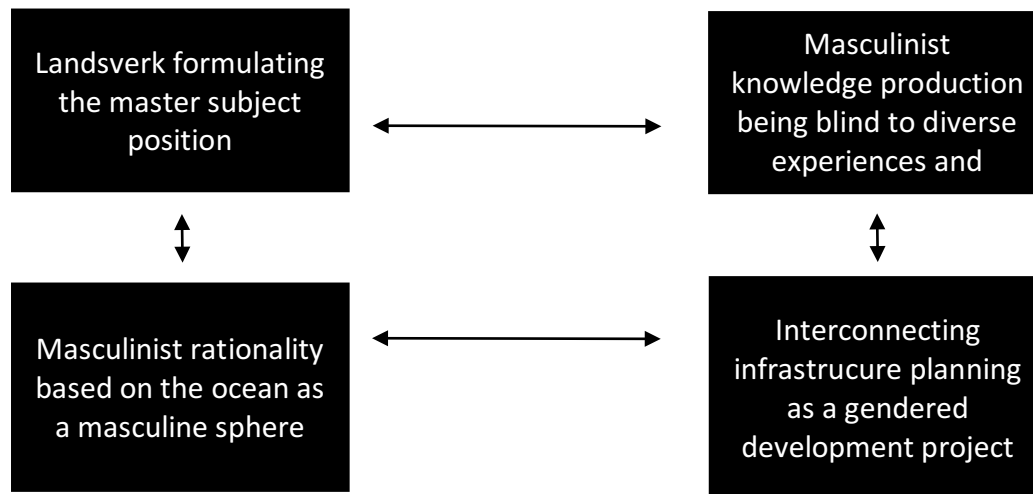 Landsverk formulating
the master subject
position
Masculinist
knowledge production
being blind to diverse
experiences and
Masculinist rationality
based on the ocean as
a masculine sphere
Interconnecting
infrastrucure planning
as a gendered
development project